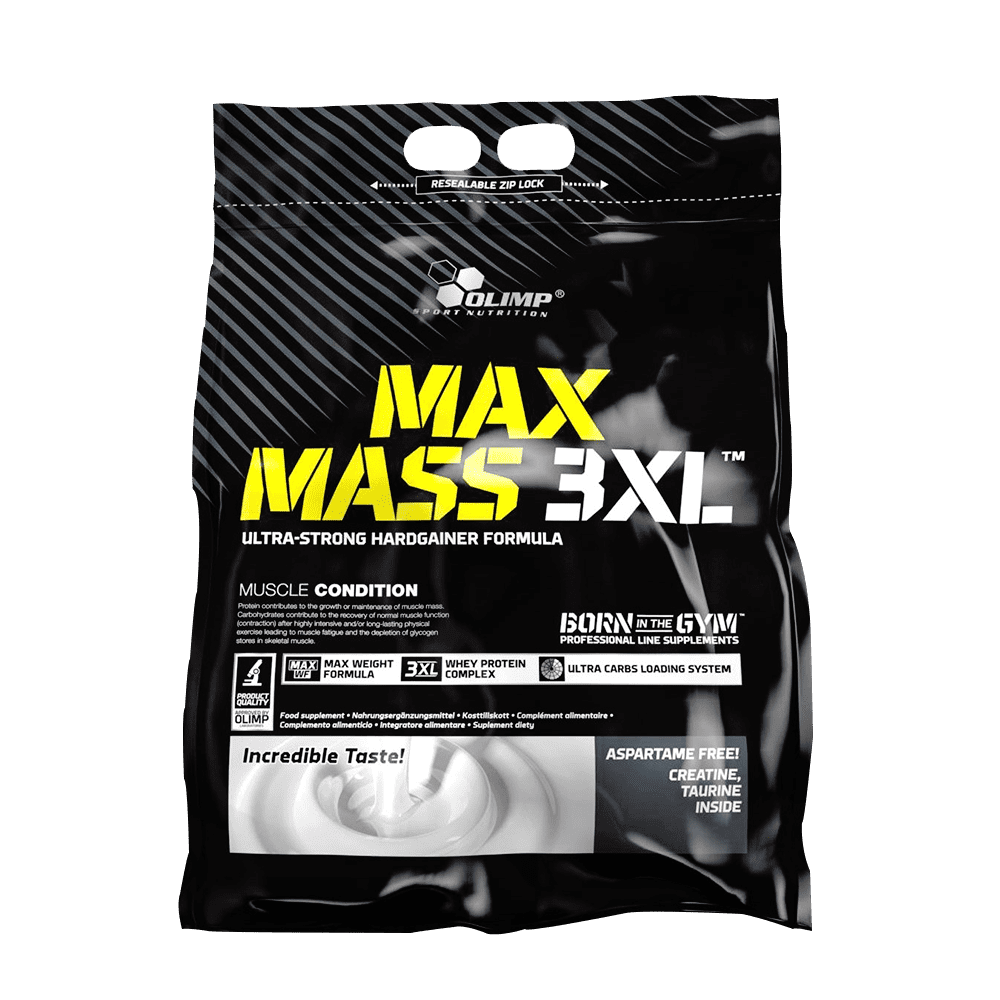 RESEALABLE ZIP LOCK
OLIMP®
SPORT NUTRITION
MAX
MASS 3XL™
ULTRA-STRONG HARDGAINER FORMULA
MUSCLE CONDITION
Protein contributes to the growth or maintenance of muscle mass.
Carbohydrates contribute to the recovery of normal muscle function
(contraction) after highly intensive and/or long-lasting physical
exercise leading to muscle fatigue and the depletion of glycogen
stores in skeletal muscle.
BORN IN THE GYM™
PROFESSIONAL LINE SUPPLEMENTS
PRODUCT
QUALITY
APPROVED BY
OLIMP
LABORATORIES
MAX
WF
MAX WEIGHT
FORMULA
3XL
WHEY PROTEIN
COMPLEX
ULTRA CARBS LOADING SYSTEM
Food supplement • Nahrungsergänzungsmittel • Kosttillskott • Complément alimentaire •
Complemento alimenticio • Integratore alimentare • Suplement diety
Incredible Taste!
ASPARTAME FREE!
CREATINE,
TAURINE
INSIDE